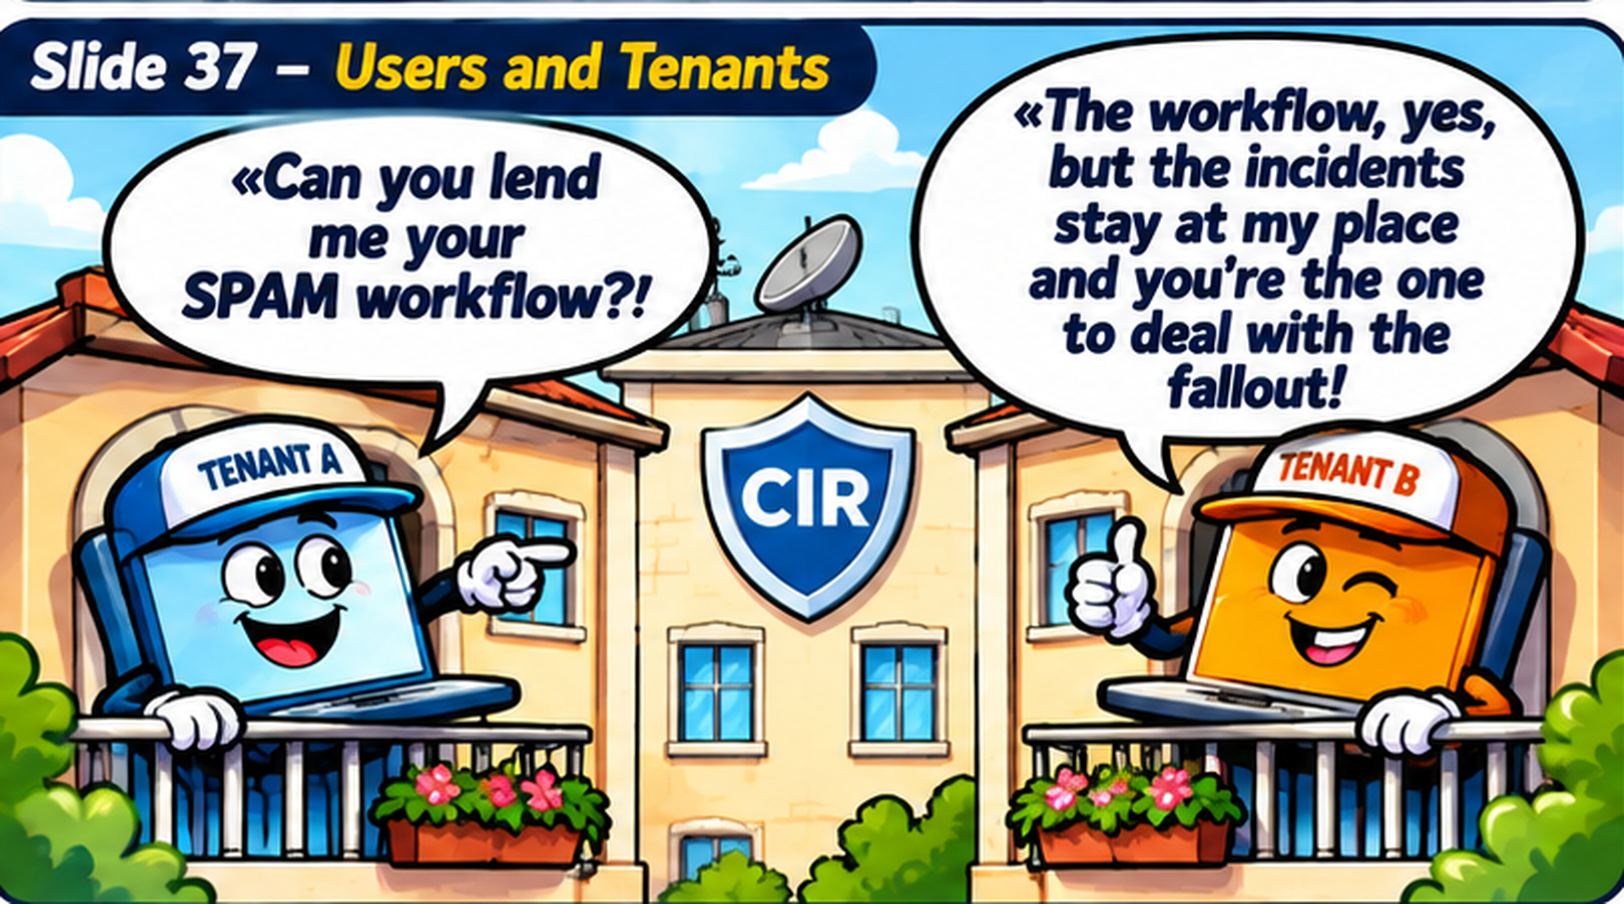 Slide 37 – Users and Tenants
«Can you lend
me your
SPAM workflow?!
«The workflow, yes,
but the incidents
stay at my place
and you're the one
to deal with the
fallout!
CIR
TENANT A
TENANT B